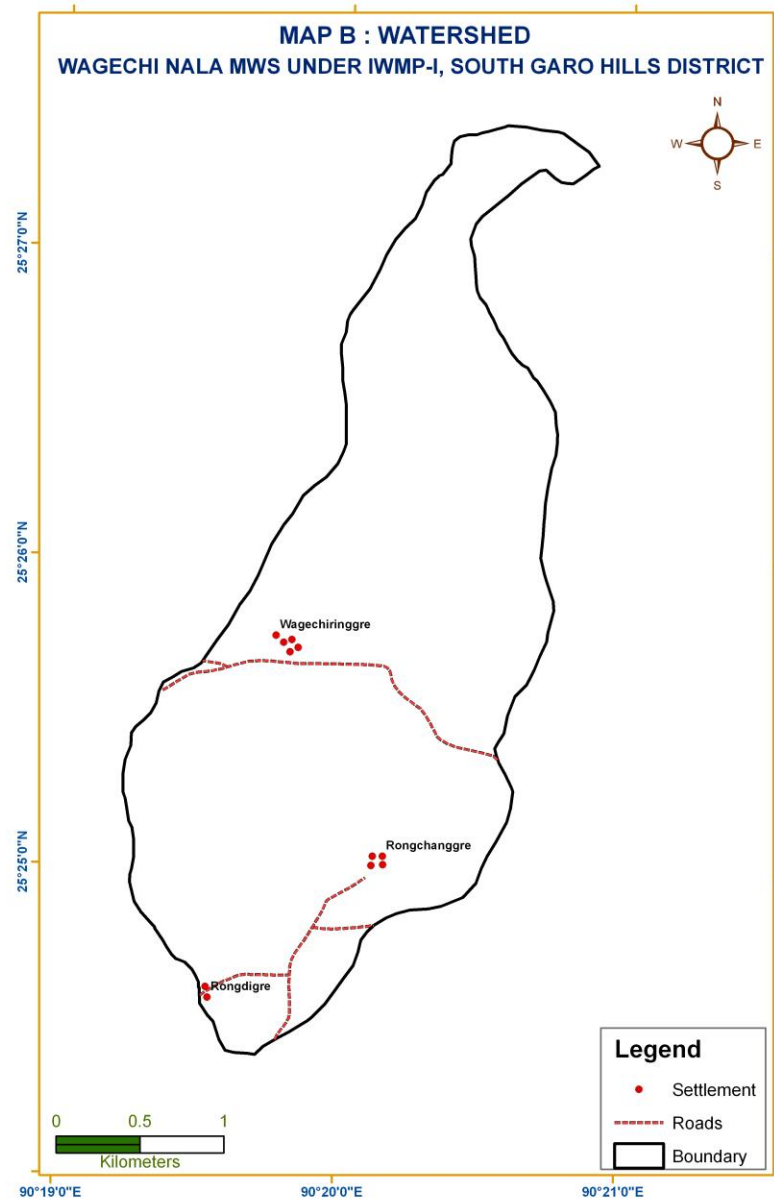 MAP B : WATERSHED
WAGECHI NALA MWS UNDER IWMP-I, SOUTH GARO HILLS DISTRICT
N
W
E
S
25°27'0"N
25°26'0"N
Wagechiringgre
Rongchanggre
25°25'0"N
Rongdigre
Legend
Settlement
Roads
Boundary
0 0.5 1
Kilometers
90°19'0"E 90°20'0"E 90°21'0"E